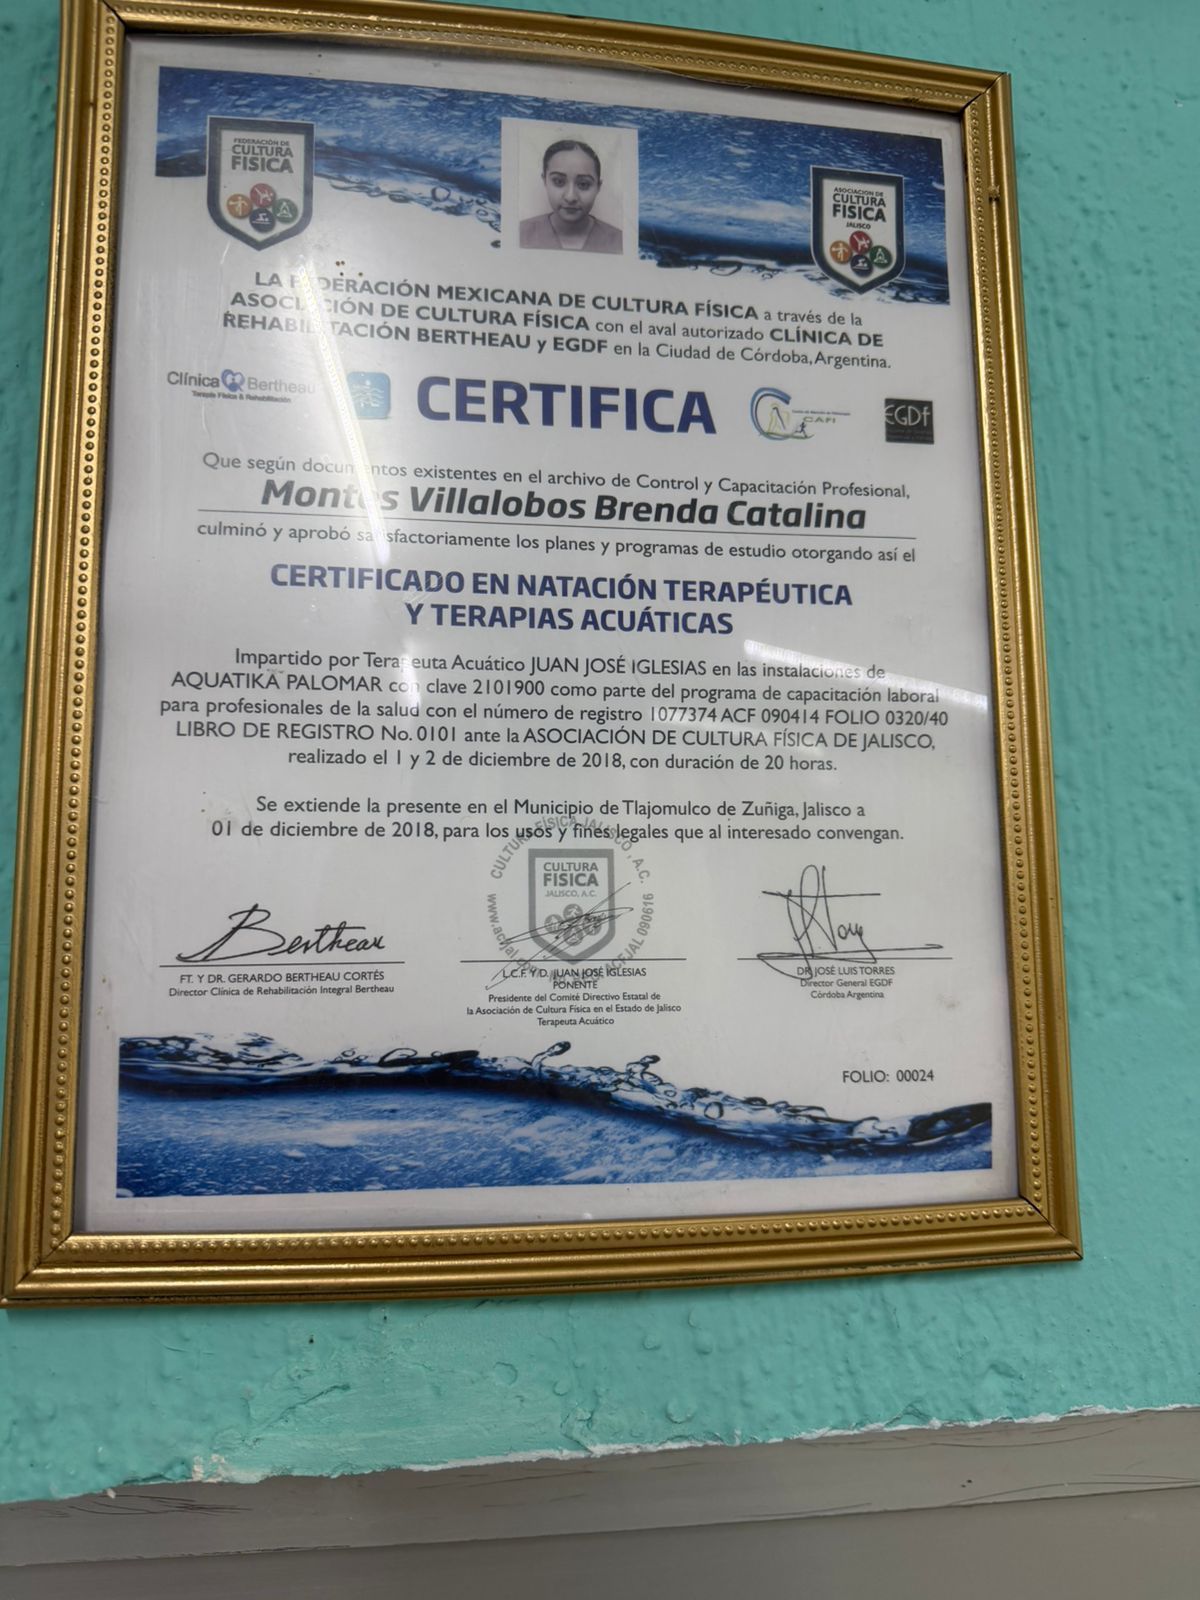 FEDERACIÓN DE
CULTURA
FISICA
ASOCIACION DE
CULTURA
FISICA
JALISCO
LA FEDERACIÓN MEXICANA DE CULTURA FÍSICA a través de la
ASOCIACIÓN DE CULTURA FÍSICA con el aval autorizado CLÍNICA DE
REHABILITACIÓN BERTHEAU y EGDF en la Ciudad de Córdoba, Argentina.
Clínica Bertheau
Terapia Física & Rehabilitación
CERTIFICA
CAFI
EGDf
Que según documentos existentes en el archivo de Control y Capacitación Profesional,
Montes Villalobos Brenda Catalina
culminó y aprobó satisfactoriamente los planes y programas de estudio otorgando así el
CERTIFICADO EN NATACIÓN TERAPÉUTICA
Y TERAPIAS ACUÁTICAS
Impartido por Terapeuta Acuático JUAN JOSÉ IGLESIAS en las instalaciones de
AQUATIKA PALOMAR con clave 2101900 como parte del programa de capacitación laboral
para profesionales de la salud con el número de registro 1077374 ACF 090414 FOLIO 0320/40
LIBRO DE REGISTRO No. 0101 ante la ASOCIACIÓN DE CULTURA FÍSICA DE JALISCO,
realizado el 1 y 2 de diciembre de 2018, con duración de 20 horas.
Se extiende la presente en el Municipio de Tlajomulco de Zuñiga, Jalisco a
01 de diciembre de 2018, para los usos y fines legales que al interesado convengan.
CULTURA FÍSICA JALISCO, A.C.
CULTURA
FISICA
JALISCO, A.C.
ACFJAL 090616
Bertheau
FT. Y DR. GERARDO BERTHEAU CORTÉS
Director Clínica de Rehabilitación Integral Bertheau
L.C.F. Y D. JUAN JOSÉ IGLESIAS
PONENTE
Presidente del Comité Directivo Estatal de
la Asociación de Cultura Física en el Estado de Jalisco
Terapeuta Acuático
DR. JOSÉ LUIS TORRES
Director General EGDF
Córdoba Argentina
FOLIO: 00024